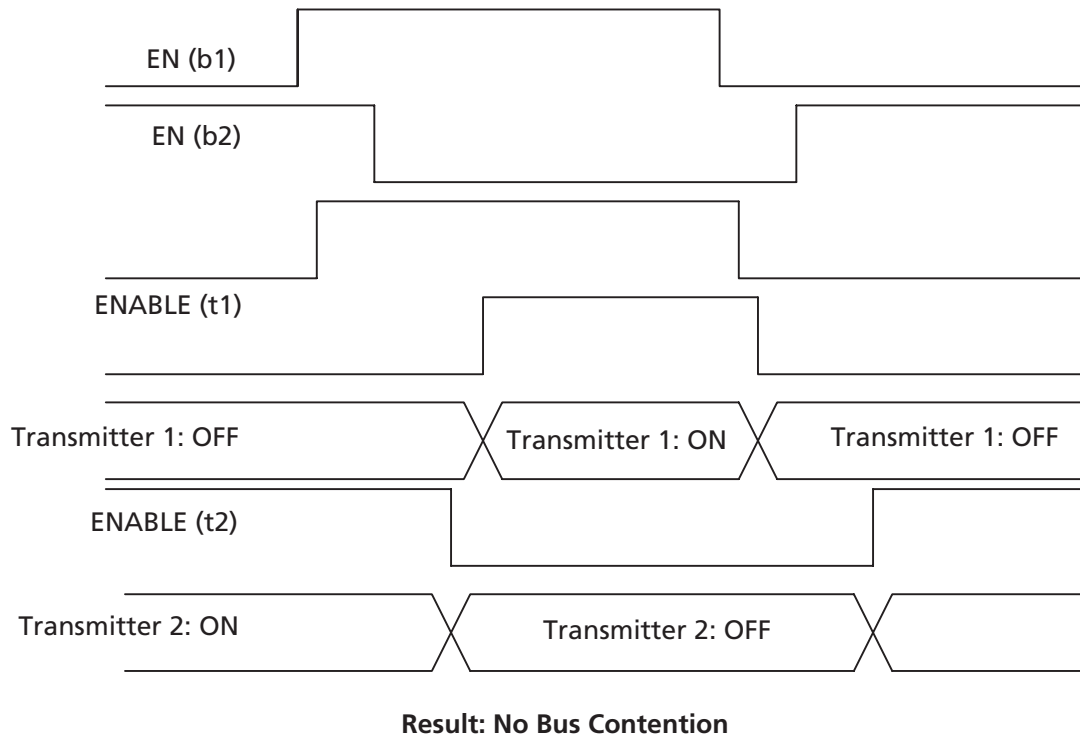 EN (b1)
EN (b2)
ENABLE (t1)
Transmitter 1: OFF
Transmitter 1: ON
Transmitter 1: OFF
ENABLE (t2)
Transmitter 2: ON
Transmitter 2: OFF
Result: No Bus Contention